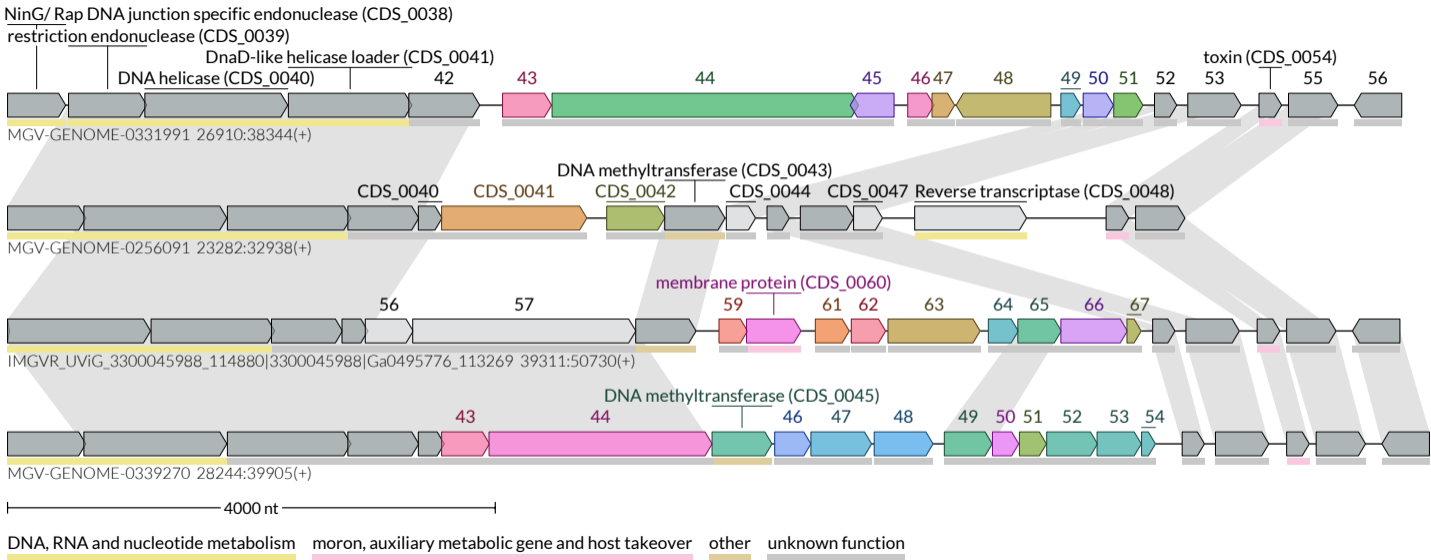 NinG/ Rap DNA junction specific endonuclease (CDS_0038)
restriction endonuclease (CDS_0039)
DnaD-like helicase loader (CDS_0041) toxin (CDS_0054)
DNA helicase (CDS_0040) 42 43 44 45 46 47 48 49 50 51 52 53 55 56
MGV-GENOME-0331991 26910:38344(+)
DNA methyltransferase (CDS_0043)
CDS_0040 CDS_0041 CDS_0042 CDS_0044 CDS_0047 Reverse transcriptase (CDS_0048)
MGV-GENOME-0256091 23282:32938(+)
membrane protein (CDS_0060)
56 57 59 61 62 63 64 65 66 67
IMGVR_UViG_3300045988_114880|3300045988|Ga0495776_113269 39311:50730(+)
DNA methyltransferase (CDS_0045)
43 44 46 47 48 49 50 51 52 53 54
MGV-GENOME-0339270 28244:39905(+)
4000 nt
DNA, RNA and nucleotide metabolism moron, auxiliary metabolic gene and host takeover other unknown function